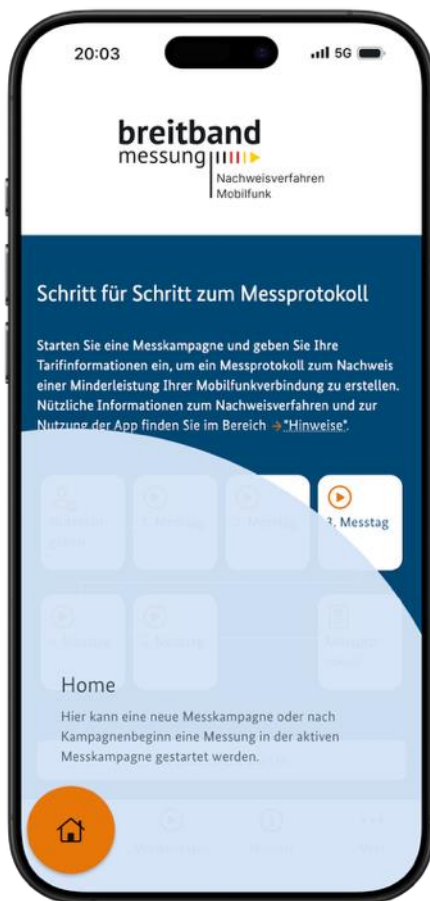 20:03
5G
breitband
messung
Nachweisverfahren
Mobilfunk
Schritt für Schritt zum Messprotokoll
Starten Sie eine Messkampagne und geben Sie Ihre
Tarifinformationen ein, um ein Messprotokoll zum Nachweis
einer Minderleistung Ihrer Mobilfunkverbindung zu erstellen.
Nützliche Informationen zum Nachweisverfahren und zur
Nutzung der App finden Sie im Bereich →"Hinweise".
3. Messtag
Home
Hier kann eine neue Messkampagne oder nach
Kampagnenbeginn eine Messung in der aktiven
Messkampagne gestartet werden.